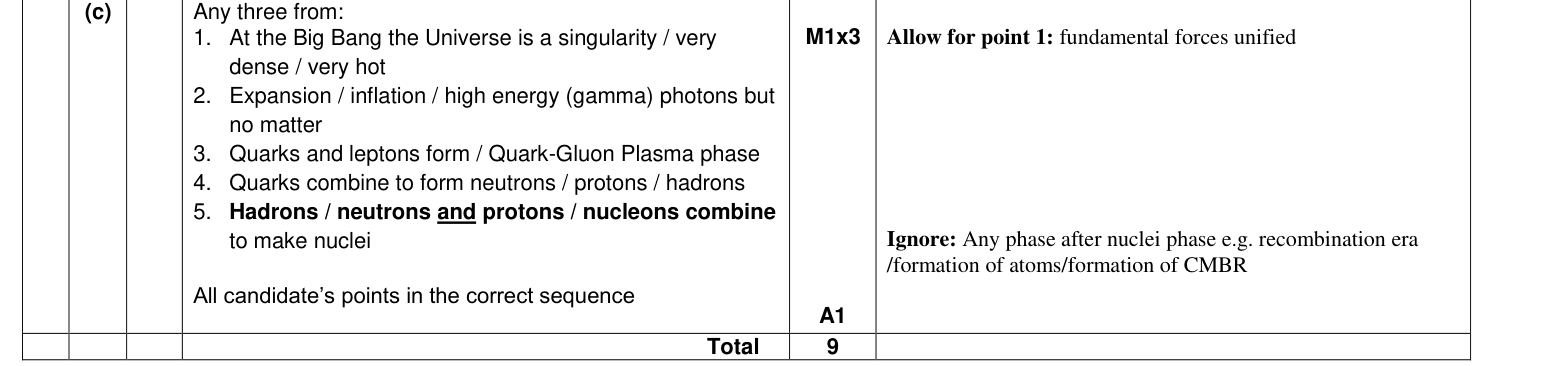 (c)
Any three from:
1. At the Big Bang the Universe is a singularity / very
dense / very hot
2. Expansion / inflation / high energy (gamma) photons but
no matter
3. Quarks and leptons form / Quark-Gluon Plasma phase
4. Quarks combine to form neutrons / protons / hadrons
5. Hadrons / neutrons and protons / nucleons combine
to make nuclei
All candidate's points in the correct sequence
M1x3
A1
Allow for point 1: fundamental forces unified
Ignore: Any phase after nuclei phase e.g. recombination era
/formation of atoms/formation of CMBR
Total
9